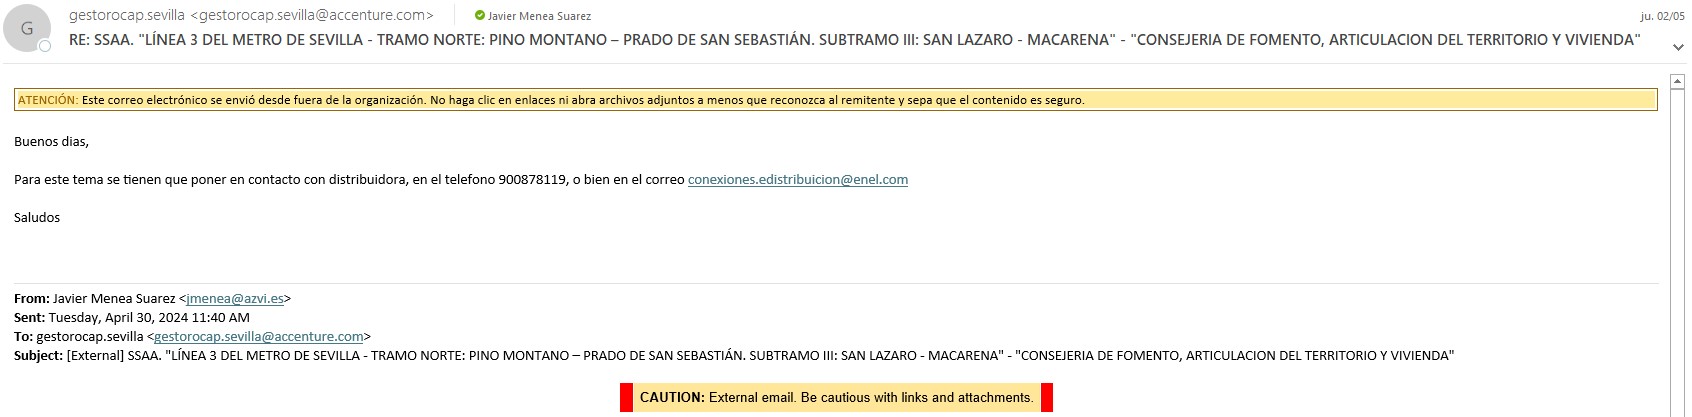 G
gestorocap.sevilla <gestorocap.sevilla@accenture.com>
Javier Menea Suarez
ju. 02/05
RE: SSAA. "LÍNEA 3 DEL METRO DE SEVILLA - TRAMO NORTE: PINO MONTANO – PRADO DE SAN SEBASTIÁN. SUBTRAMO III: SAN LAZARO - MACARENA" - "CONSEJERIA DE FOMENTO, ARTICULACION DEL TERRITORIO Y VIVIENDA"
ATENCIÓN: Este correo electrónico se envió desde fuera de la organización. No haga clic en enlaces ni abra archivos adjuntos a menos que reconozca al remitente y sepa que el contenido es seguro.
Buenos dias,
Para este tema se tienen que poner en contacto con distribuidora, en el telefono 900878119, o bien en el correo conexiones.edistribuicion@enel.com
Saludos
From: Javier Menea Suarez <jmenea@azvi.es>
Sent: Tuesday, April 30, 2024 11:40 AM
To: gestorocap.sevilla <gestorocap.sevilla@accenture.com>
Subject: [External] SSAA. "LÍNEA 3 DEL METRO DE SEVILLA - TRAMO NORTE: PINO MONTANO – PRADO DE SAN SEBASTIÁN. SUBTRAMO III: SAN LAZARO - MACARENA" - "CONSEJERIA DE FOMENTO, ARTICULACION DEL TERRITORIO Y VIVIENDA"
CAUTION: External email. Be cautious with links and attachments.